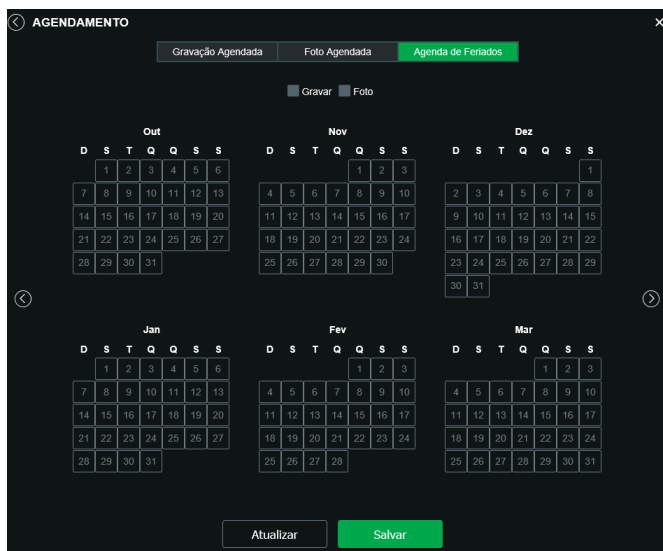 AGENDAMENTO
Gravação Agendada Foto Agendada Agenda de Feriados
Gravar Foto
Out Nov Dez
D S T Q Q S S D S T Q Q S S D S T Q Q S S
1 2 3 4 5 6 1 2 3 1
7 8 9 10 11 12 13 4 5 6 7 8 9 10 2 3 4 5 6 7 8
14 15 16 17 18 19 20 11 12 13 14 15 16 17 9 10 11 12 13 14 15
21 22 23 24 25 26 27 18 19 20 21 22 23 24 16 17 18 19 20 21 22
28 29 30 31 25 26 27 28 29 30 23 24 25 26 27 28 29
30 31
Jan Fev Mar
D S T Q Q S S D S T Q Q S S D S T Q Q S S
1 2 3 4 5 6 1 2 3 1 2 3
7 8 9 10 11 12 13 4 5 6 7 8 9 10 4 5 6 7 8 9 10
14 15 16 17 18 19 20 11 12 13 14 15 16 17 11 12 13 14 15 16 17
21 22 23 24 25 26 27 18 19 20 21 22 23 24 18 19 20 21 22 23 24
28 29 30 31 25 26 27 28 25 26 27 28 29 30 31
Atualizar Salvar